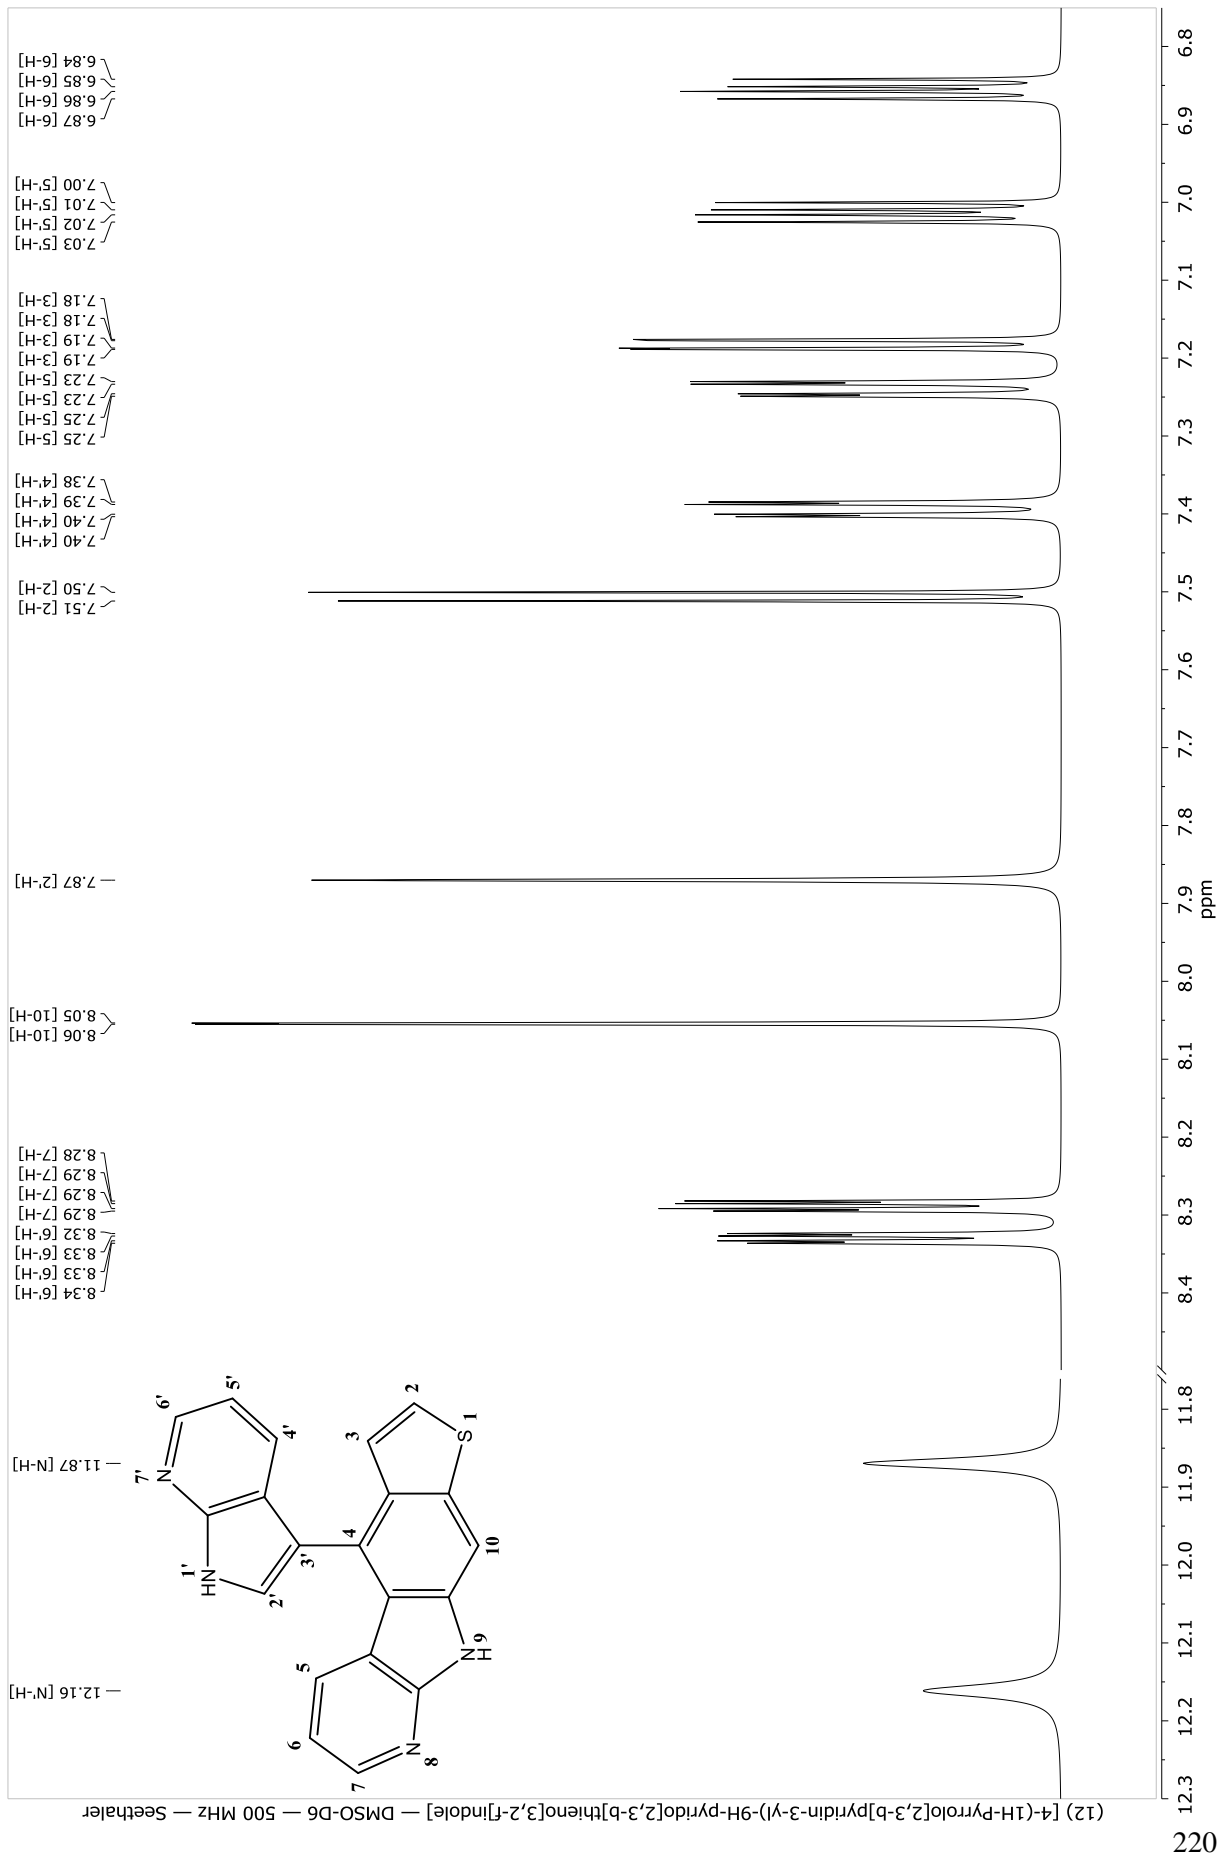 (12) [4-(1H-Pyrrolo[2,3-b]pyridin-3-yl)-9H-pyrido[2,3-b]thieno[3,2-f]indole] — DMSO-D6 — 500 MHz — Seethaler
12.16 [N'-H]
11.87 [N-H]
8.34 [6'-H]
8.33 [6'-H]
8.33 [6'-H]
8.32 [6'-H]
8.29 [7-H]
8.29 [7-H]
8.29 [7-H]
8.28 [7-H]
8.06 [10-H]
8.05 [10-H]
7.87 [2'-H]
7.51 [2-H]
7.50 [2-H]
7.40 [4'-H]
7.40 [4'-H]
7.39 [4'-H]
7.38 [4'-H]
7.25 [5-H]
7.25 [5-H]
7.23 [5-H]
7.23 [5-H]
7.19 [3-H]
7.19 [3-H]
7.18 [3-H]
7.18 [3-H]
7.03 [5'-H]
7.02 [5'-H]
7.01 [5'-H]
7.00 [5'-H]
6.87 [6-H]
6.86 [6-H]
6.85 [6-H]
6.84 [6-H]
6'
5'
7'
N
4'
1'
HN
2'
3'
4
3
2
S
1
10
5
6
7
N
8
N
H
9
12.3
12.2
12.1
12.0
11.9
11.8
8.4
8.3
8.2
8.1
8.0
7.9
7.8
7.7
7.6
7.5
7.4
7.3
7.2
7.1
7.0
6.9
6.8
ppm
220